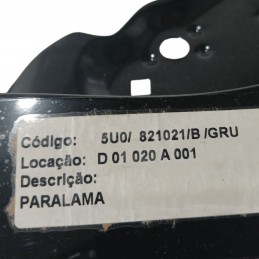 Código: 5U0/ 821021/B /GRU
Locação: D 01 020 A 001
Descrição:
PARALAMA